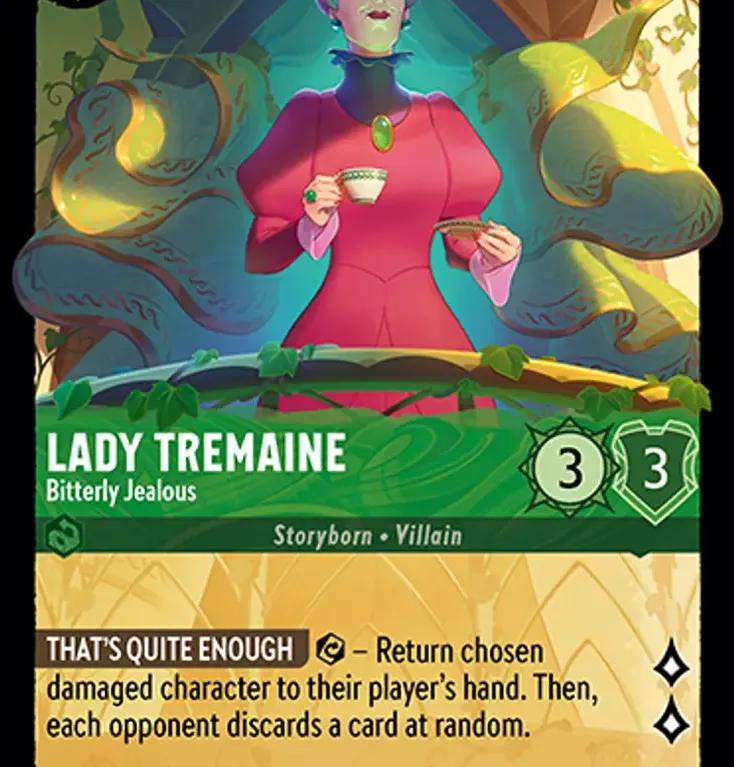 LADY TREMAINE
Bitterly Jealous
3
3
Storyborn • Villain
THAT'S QUITE ENOUGH – Return chosen
damaged character to their player's hand. Then,
each opponent discards a card at random.